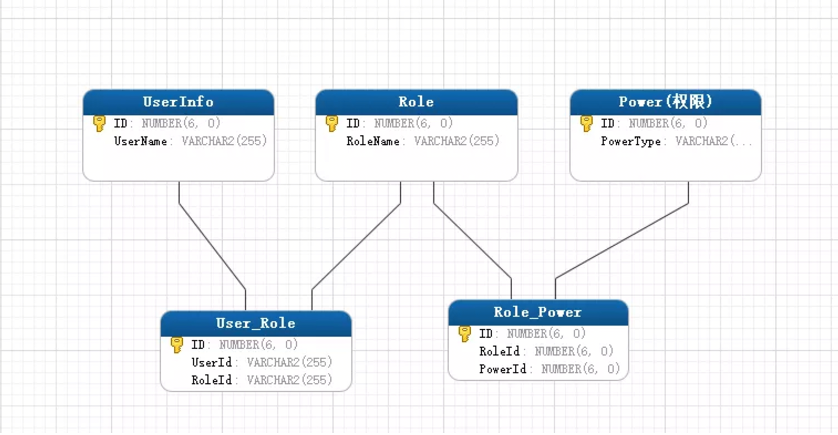 UserInfo
ID: NUMBER(6, 0)
UserName: VARCHAR2(255)
Role
ID: NUMBER(6, 0)
RoleName: VARCHAR2(255)
Power(权限)
ID: NUMBER(6, 0)
PowerType: VARCHAR2(...
User_Role
ID: NUMBER(6, 0)
UserId: VARCHAR2(255)
RoleId: VARCHAR2(255)
Role_Power
ID: NUMBER(6, 0)
RoleId: NUMBER(6, 0)
PowerId: NUMBER(6, 0)